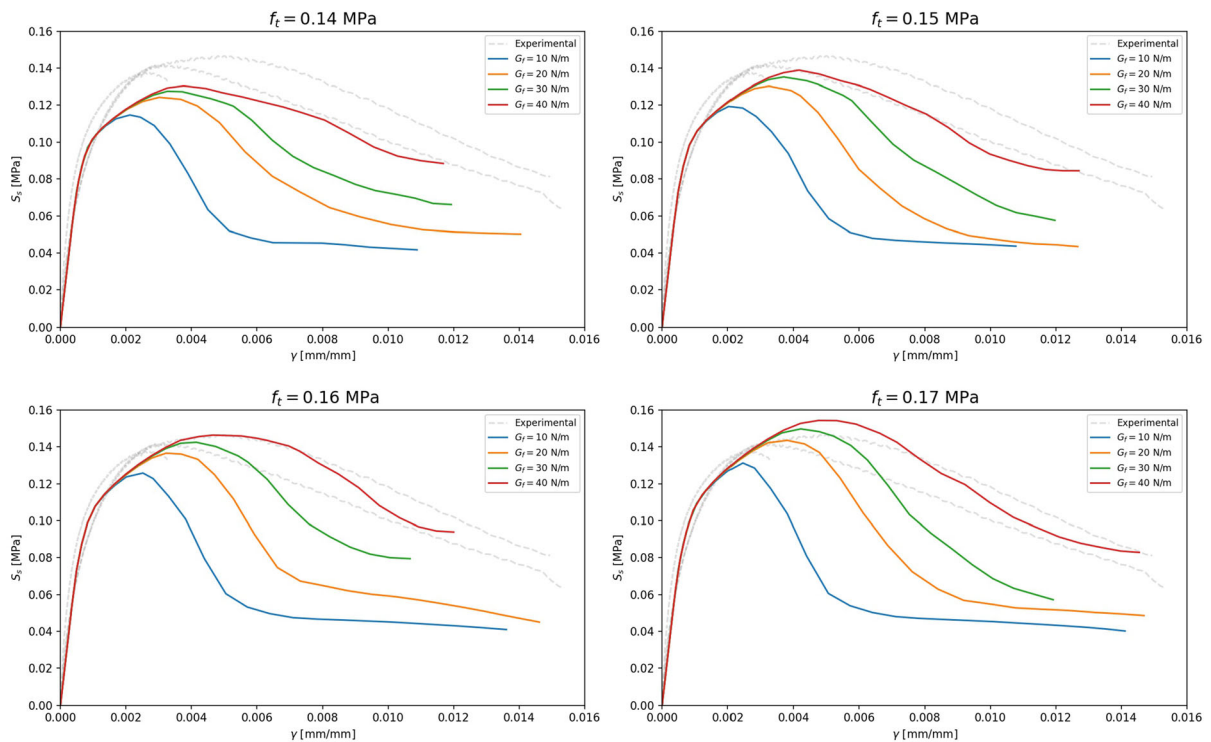 f_t = 0.14 MPa
0.16
0.14
0.12
0.10
0.08
0.06
0.04
0.02
0.00
S_s [MPa]
Experimental
G_f = 10 N/m
G_f = 20 N/m
G_f = 30 N/m
G_f = 40 N/m
0.000 0.002 0.004 0.006 0.008 0.010 0.012 0.014 0.016
γ [mm/mm]
f_t = 0.15 MPa
0.16
0.14
0.12
0.10
0.08
0.06
0.04
0.02
0.00
S_s [MPa]
Experimental
G_f = 10 N/m
G_f = 20 N/m
G_f = 30 N/m
G_f = 40 N/m
0.000 0.002 0.004 0.006 0.008 0.010 0.012 0.014 0.016
γ [mm/mm]
f_t = 0.16 MPa
0.16
0.14
0.12
0.10
0.08
0.06
0.04
0.02
0.00
S_s [MPa]
Experimental
G_f = 10 N/m
G_f = 20 N/m
G_f = 30 N/m
G_f = 40 N/m
0.000 0.002 0.004 0.006 0.008 0.010 0.012 0.014 0.016
γ [mm/mm]
f_t = 0.17 MPa
0.16
0.14
0.12
0.10
0.08
0.06
0.04
0.02
0.00
S_s [MPa]
Experimental
G_f = 10 N/m
G_f = 20 N/m
G_f = 30 N/m
G_f = 40 N/m
0.000 0.002 0.004 0.006 0.008 0.010 0.012 0.014 0.016
γ [mm/mm]